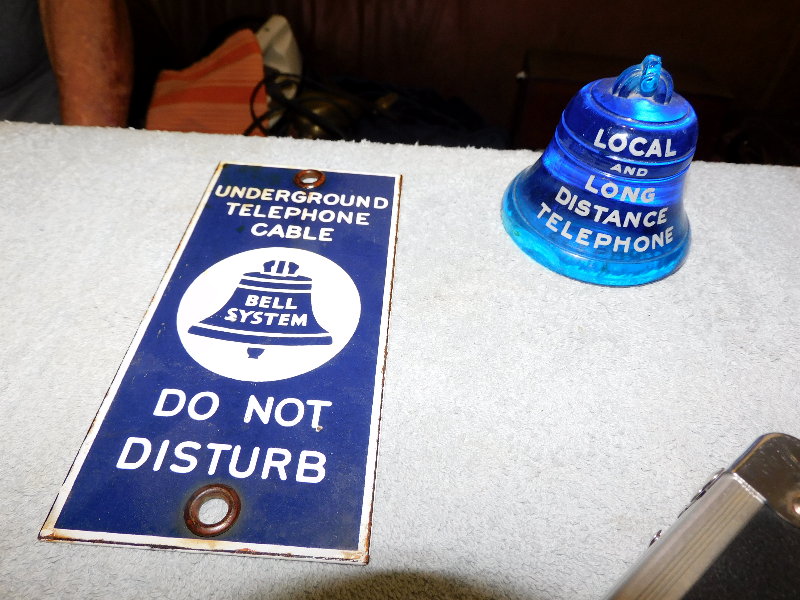 UNDERGROUND
TELEPHONE
CABLE
BELL
SYSTEM
DO NOT
DISTURB
LOCAL
AND
LONG
DISTANCE
TELEPHONE